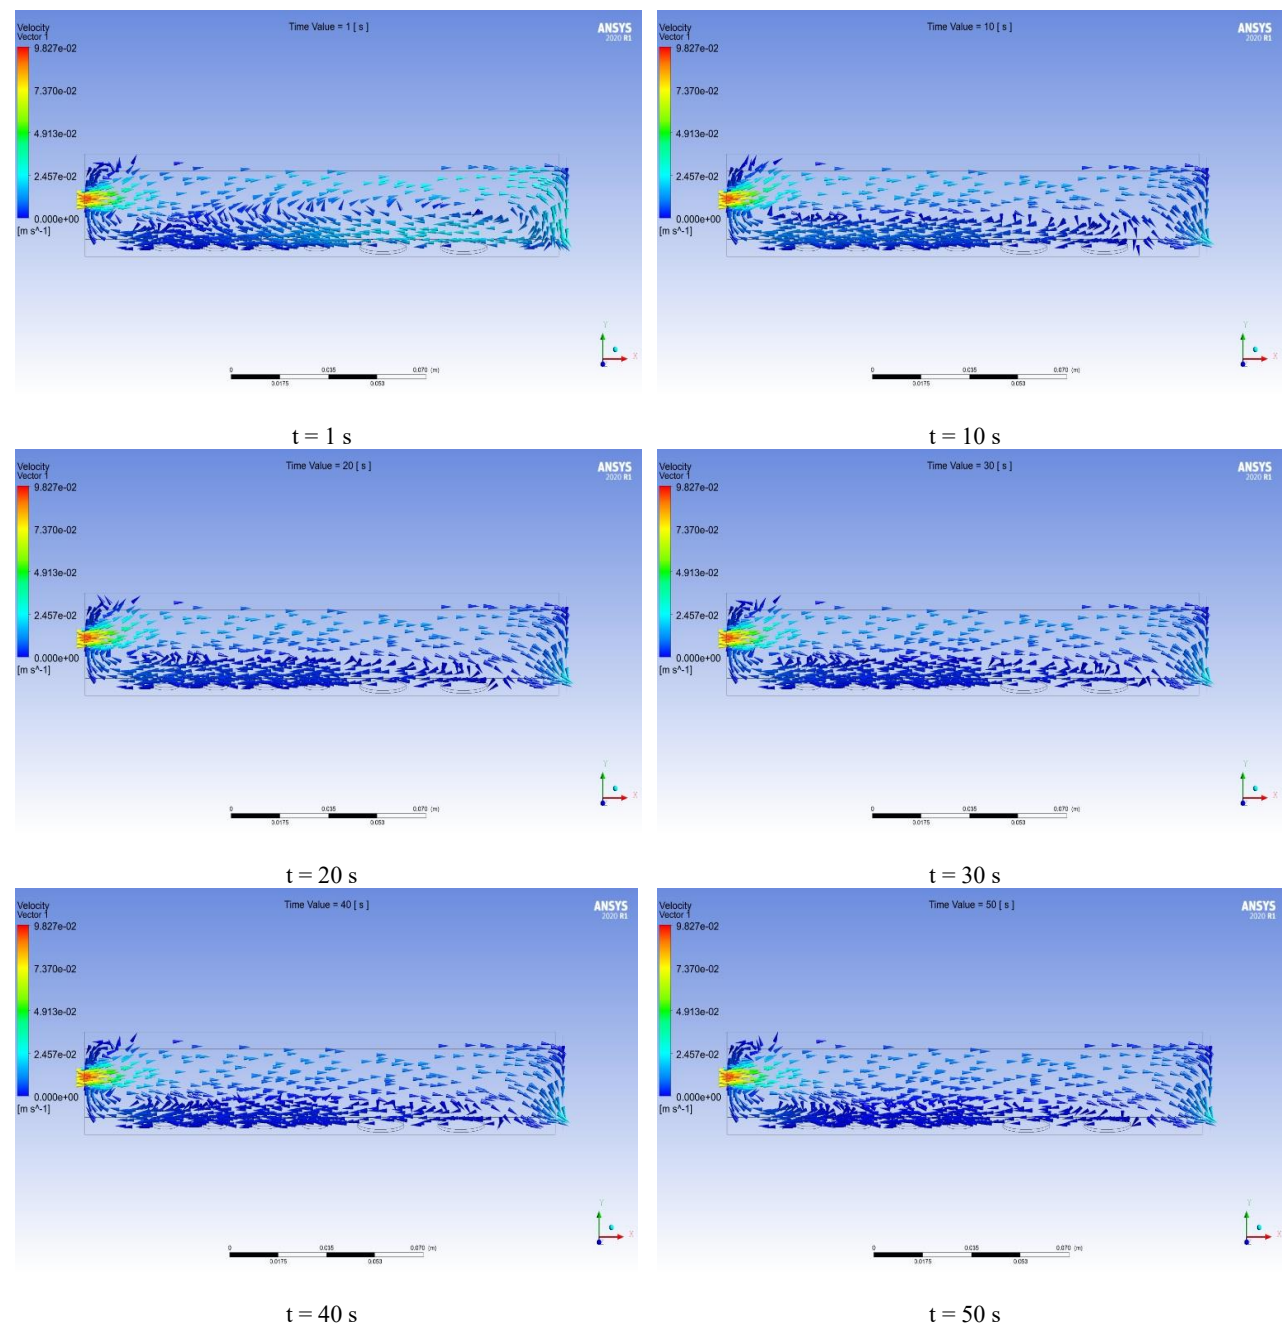 Velocity
Vector 1
Time Value = 1 [ s ]
ANSYS
2020 R1
9.827e-02
7.370e-02
4.913e-02
2.457e-02
0.000e+00
[m s^-1]
Y
X
0 0.035 0.070 (m)
0.0175 0.053
t = 1 s
Velocity
Vector 1
Time Value = 10 [ s ]
ANSYS
2020 R1
9.827e-02
7.370e-02
4.913e-02
2.457e-02
0.000e+00
[m s^-1]
Y
X
0 0.035 0.070 (m)
0.0175 0.053
t = 10 s
Velocity
Vector 1
Time Value = 20 [ s ]
ANSYS
2020 R1
9.827e-02
7.370e-02
4.913e-02
2.457e-02
0.000e+00
[m s^-1]
Y
X
0 0.035 0.070 (m)
0.0175 0.053
t = 20 s
Velocity
Vector 1
Time Value = 30 [ s ]
ANSYS
2020 R1
9.827e-02
7.370e-02
4.913e-02
2.457e-02
0.000e+00
[m s^-1]
Y
X
0 0.035 0.070 (m)
0.0175 0.053
t = 30 s
Velocity
Vector 1
Time Value = 40 [ s ]
ANSYS
2020 R1
9.827e-02
7.370e-02
4.913e-02
2.457e-02
0.000e+00
[m s^-1]
Y
X
0 0.035 0.070 (m)
0.0175 0.053
t = 40 s
Velocity
Vector 1
Time Value = 50 [ s ]
ANSYS
2020 R1
9.827e-02
7.370e-02
4.913e-02
2.457e-02
0.000e+00
[m s^-1]
Y
X
0 0.035 0.070 (m)
0.0175 0.053
t = 50 s